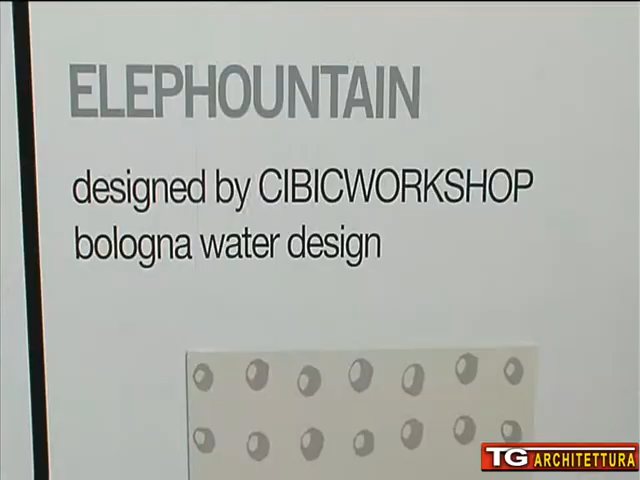 ELEPHOUNTAIN
designed by CIBICWORKSHOP
bologna water design
TG ARCHITETTURA